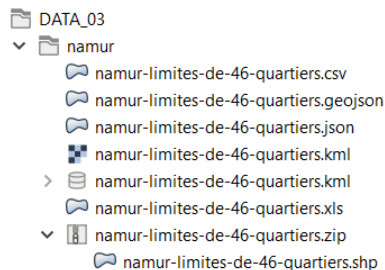 DATA_03
namur
namur-limites-de-46-quartiers.csv
namur-limites-de-46-quartiers.geojson
namur-limites-de-46-quartiers.json
namur-limites-de-46-quartiers.kml
namur-limites-de-46-quartiers.kml
namur-limites-de-46-quartiers.xls
namur-limites-de-46-quartiers.zip
namur-limites-de-46-quartiers.shp